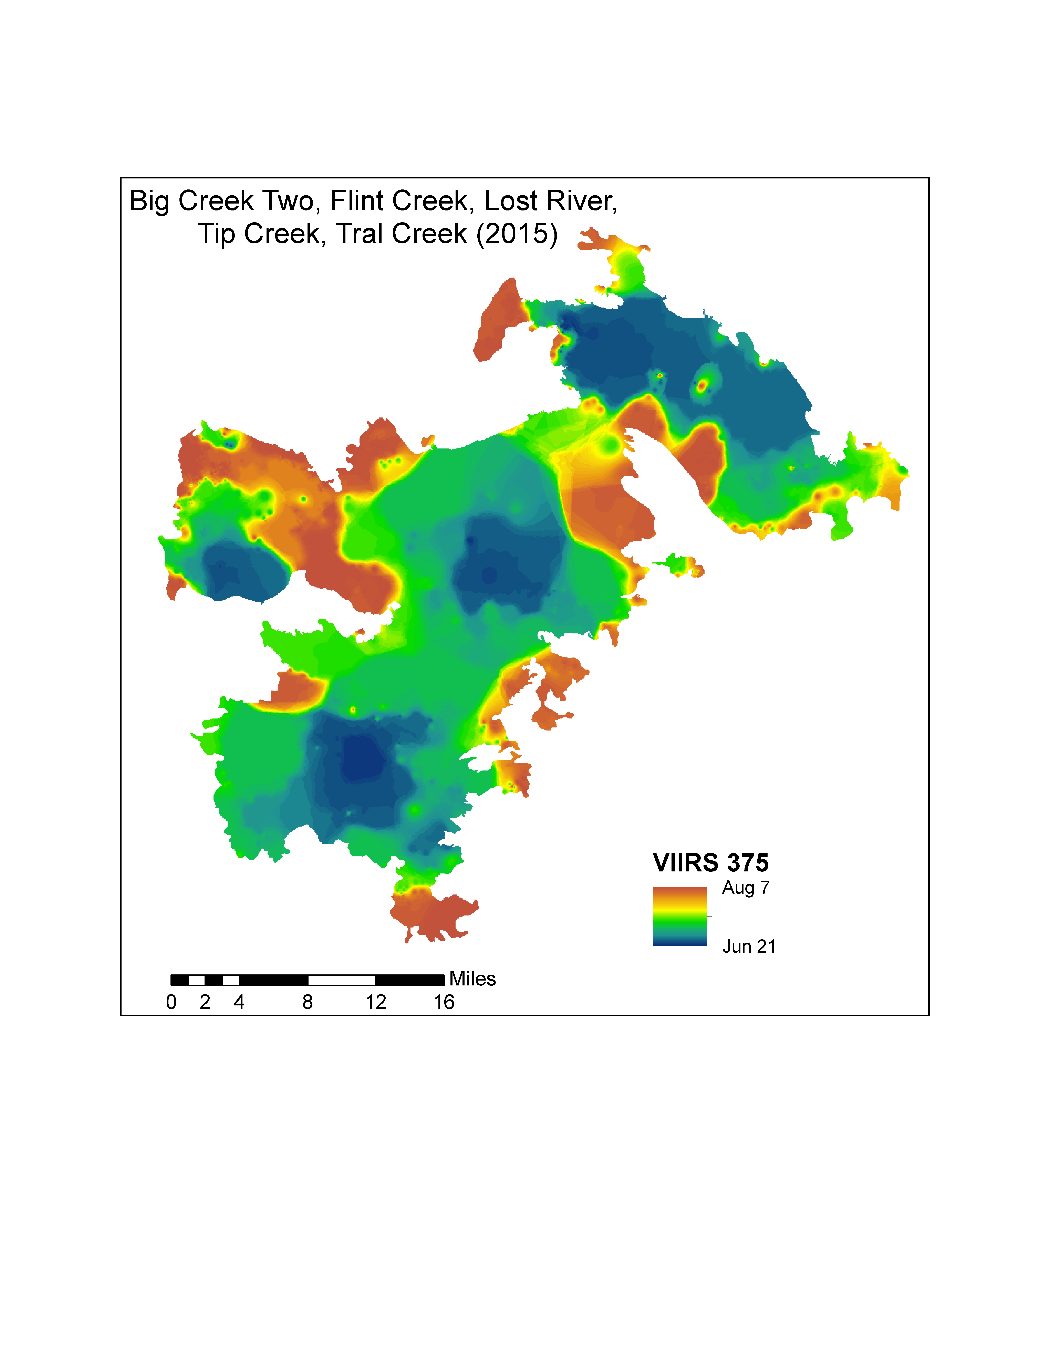 Big Creek Two, Flint Creek, Lost River,
Tip Creek, Tral Creek (2015)
VIIRS 375
Aug 7
Jun 21
Miles
0 2 4 8 12 16